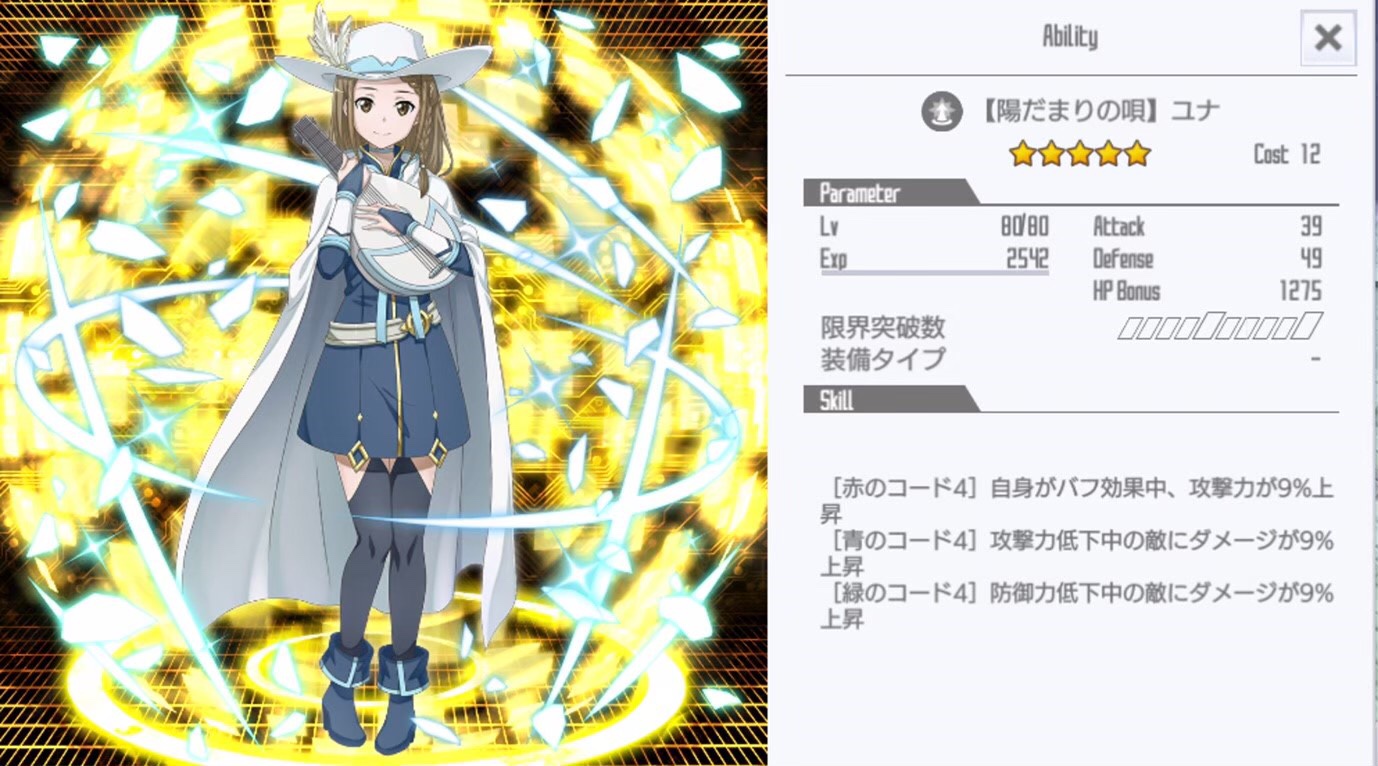 Ability
【陽だまりの唄】ユナ
Cost 12
Parameter
Lv 80/80 Attack 39
Exp 2542 Defense 49
HP Bonus 1275
限界突破数
装備タイプ -
Skill
［赤のコード4］自身がバフ効果中、攻撃力が9%上
昇
［青のコード4］攻撃力低下中の敵にダメージが9%
上昇
［緑のコード4］防御力低下中の敵にダメージが9%
上昇